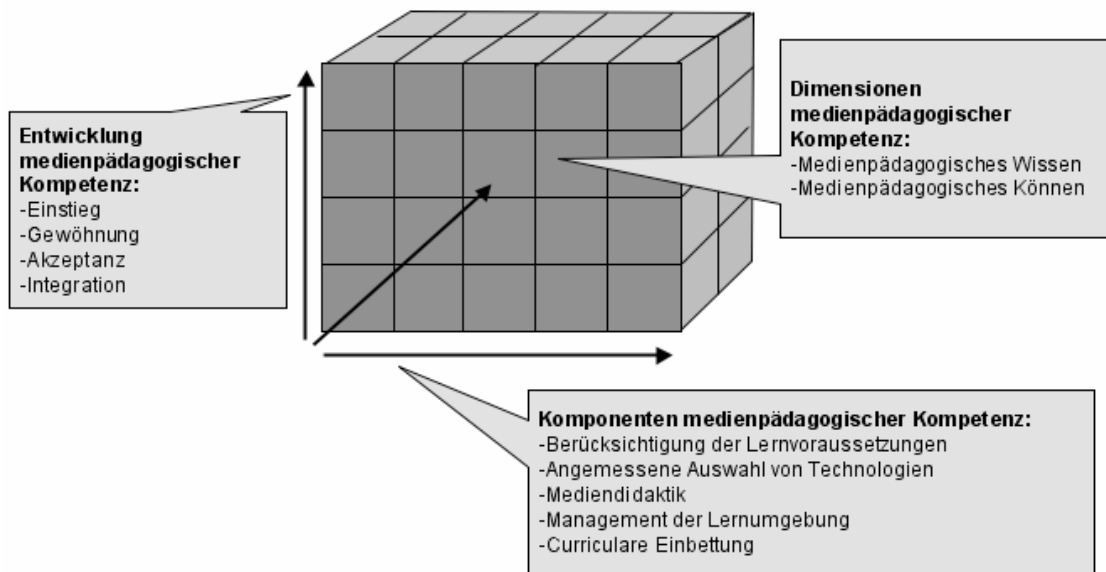 Entwicklung
medienpädagogischer
Kompetenz:
-Einstieg
-Gewöhnung
-Akzeptanz
-Integration
Dimensionen
medienpädagogischer
Kompetenz:
-Medienpädagogisches Wissen
-Medienpädagogisches Können
Komponenten medienpädagogischer Kompetenz:
-Berücksichtigung der Lernvoraussetzungen
-Angemessene Auswahl von Technologien
-Mediendidaktik
-Management der Lernumgebung
-Curriculare Einbettung